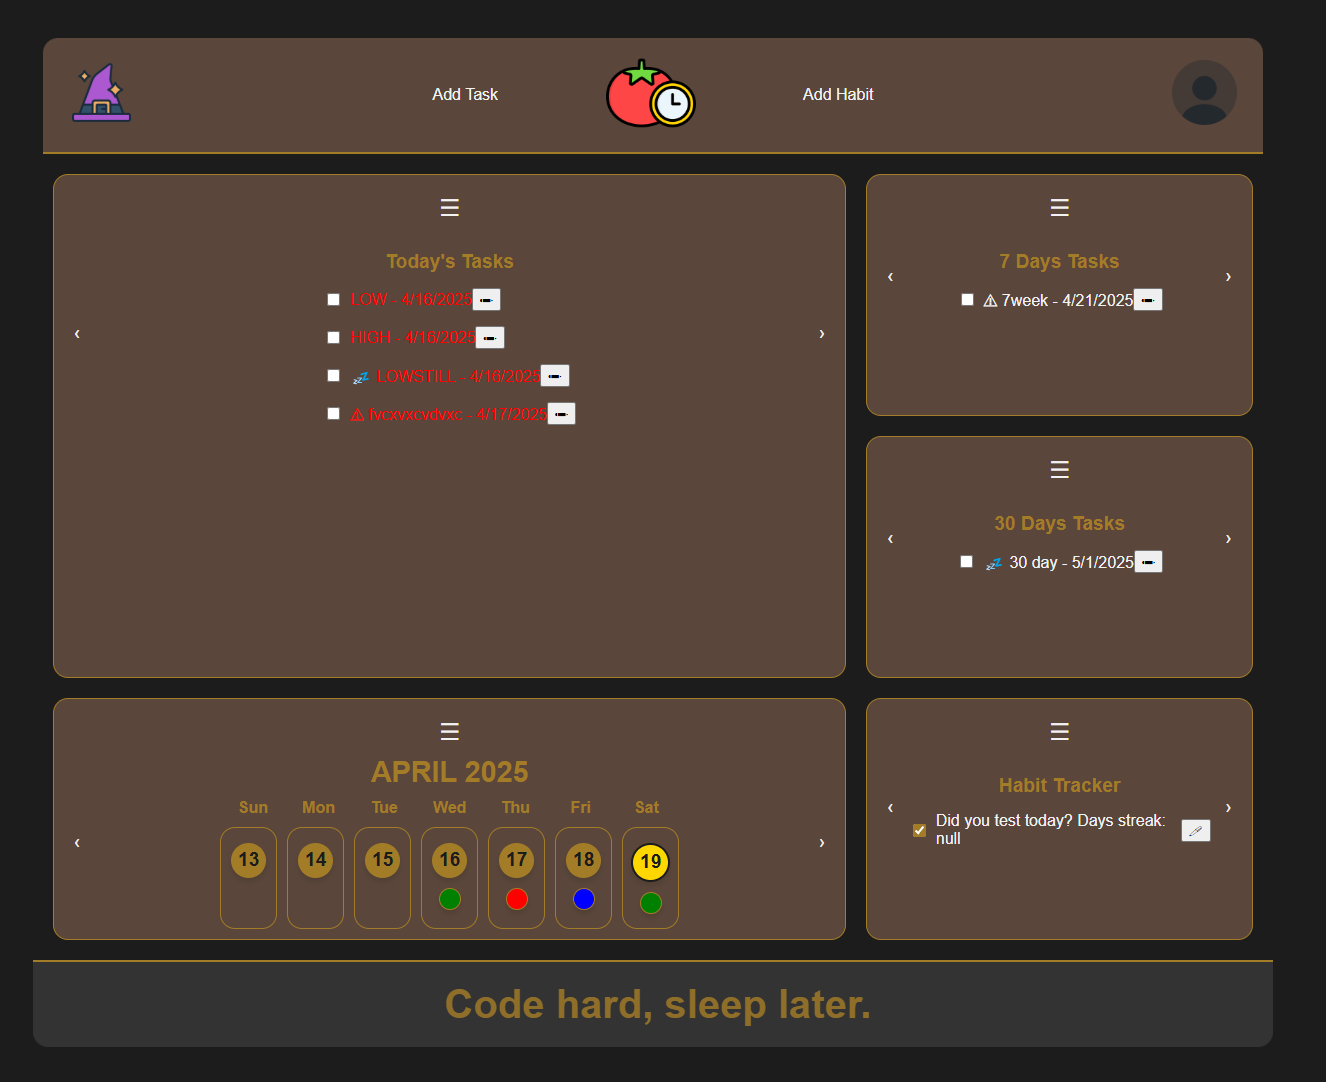 Add Task
Add Habit
Today's Tasks
LOW - 4/16/2025
HIGH - 4/16/2025
💤 LOWSTILL - 4/16/2025
⚠ fvcxvxcvdvxc - 4/17/2025
7 Days Tasks
⚠ 7week - 4/21/2025
30 Days Tasks
💤 30 day - 5/1/2025
APRIL 2025
Sun Mon Tue Wed Thu Fri Sat
13 14 15 16 17 18 19
Habit Tracker
Did you test today? Days streak:
null
Code hard, sleep later.